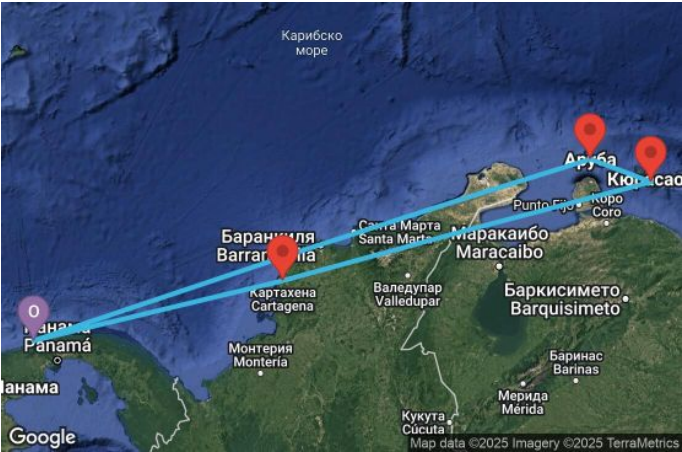 Карибско
море
Аруба
Кюрасао
Punto Fijo
Коро
Coro
Санта Марта
Santa Marta
Баранкиля
Barranquilla
Маракаибо
Maracaibo
Картахена
Cartagena
Валедупар
Valledupar
Баркисимето
Barquisimeto
O
Панама
Panamá
Панама
Монтерия
Montería
Баринас
Barinas
Мерида
Mérida
Кукута
Cúcuta
Google
Map data ©2025 Imagery ©2025 TerraMetrics